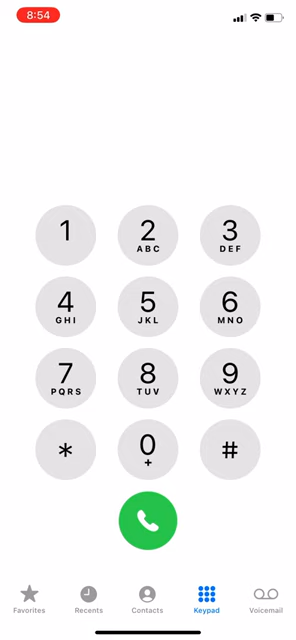 8:54
1 2 3
ABC DEF
4 5 6
GHI JKL MNO
7 8 9
PQRS TUV WXYZ
* 0 #
+
Favorites Recents Contacts Keypad Voicemail